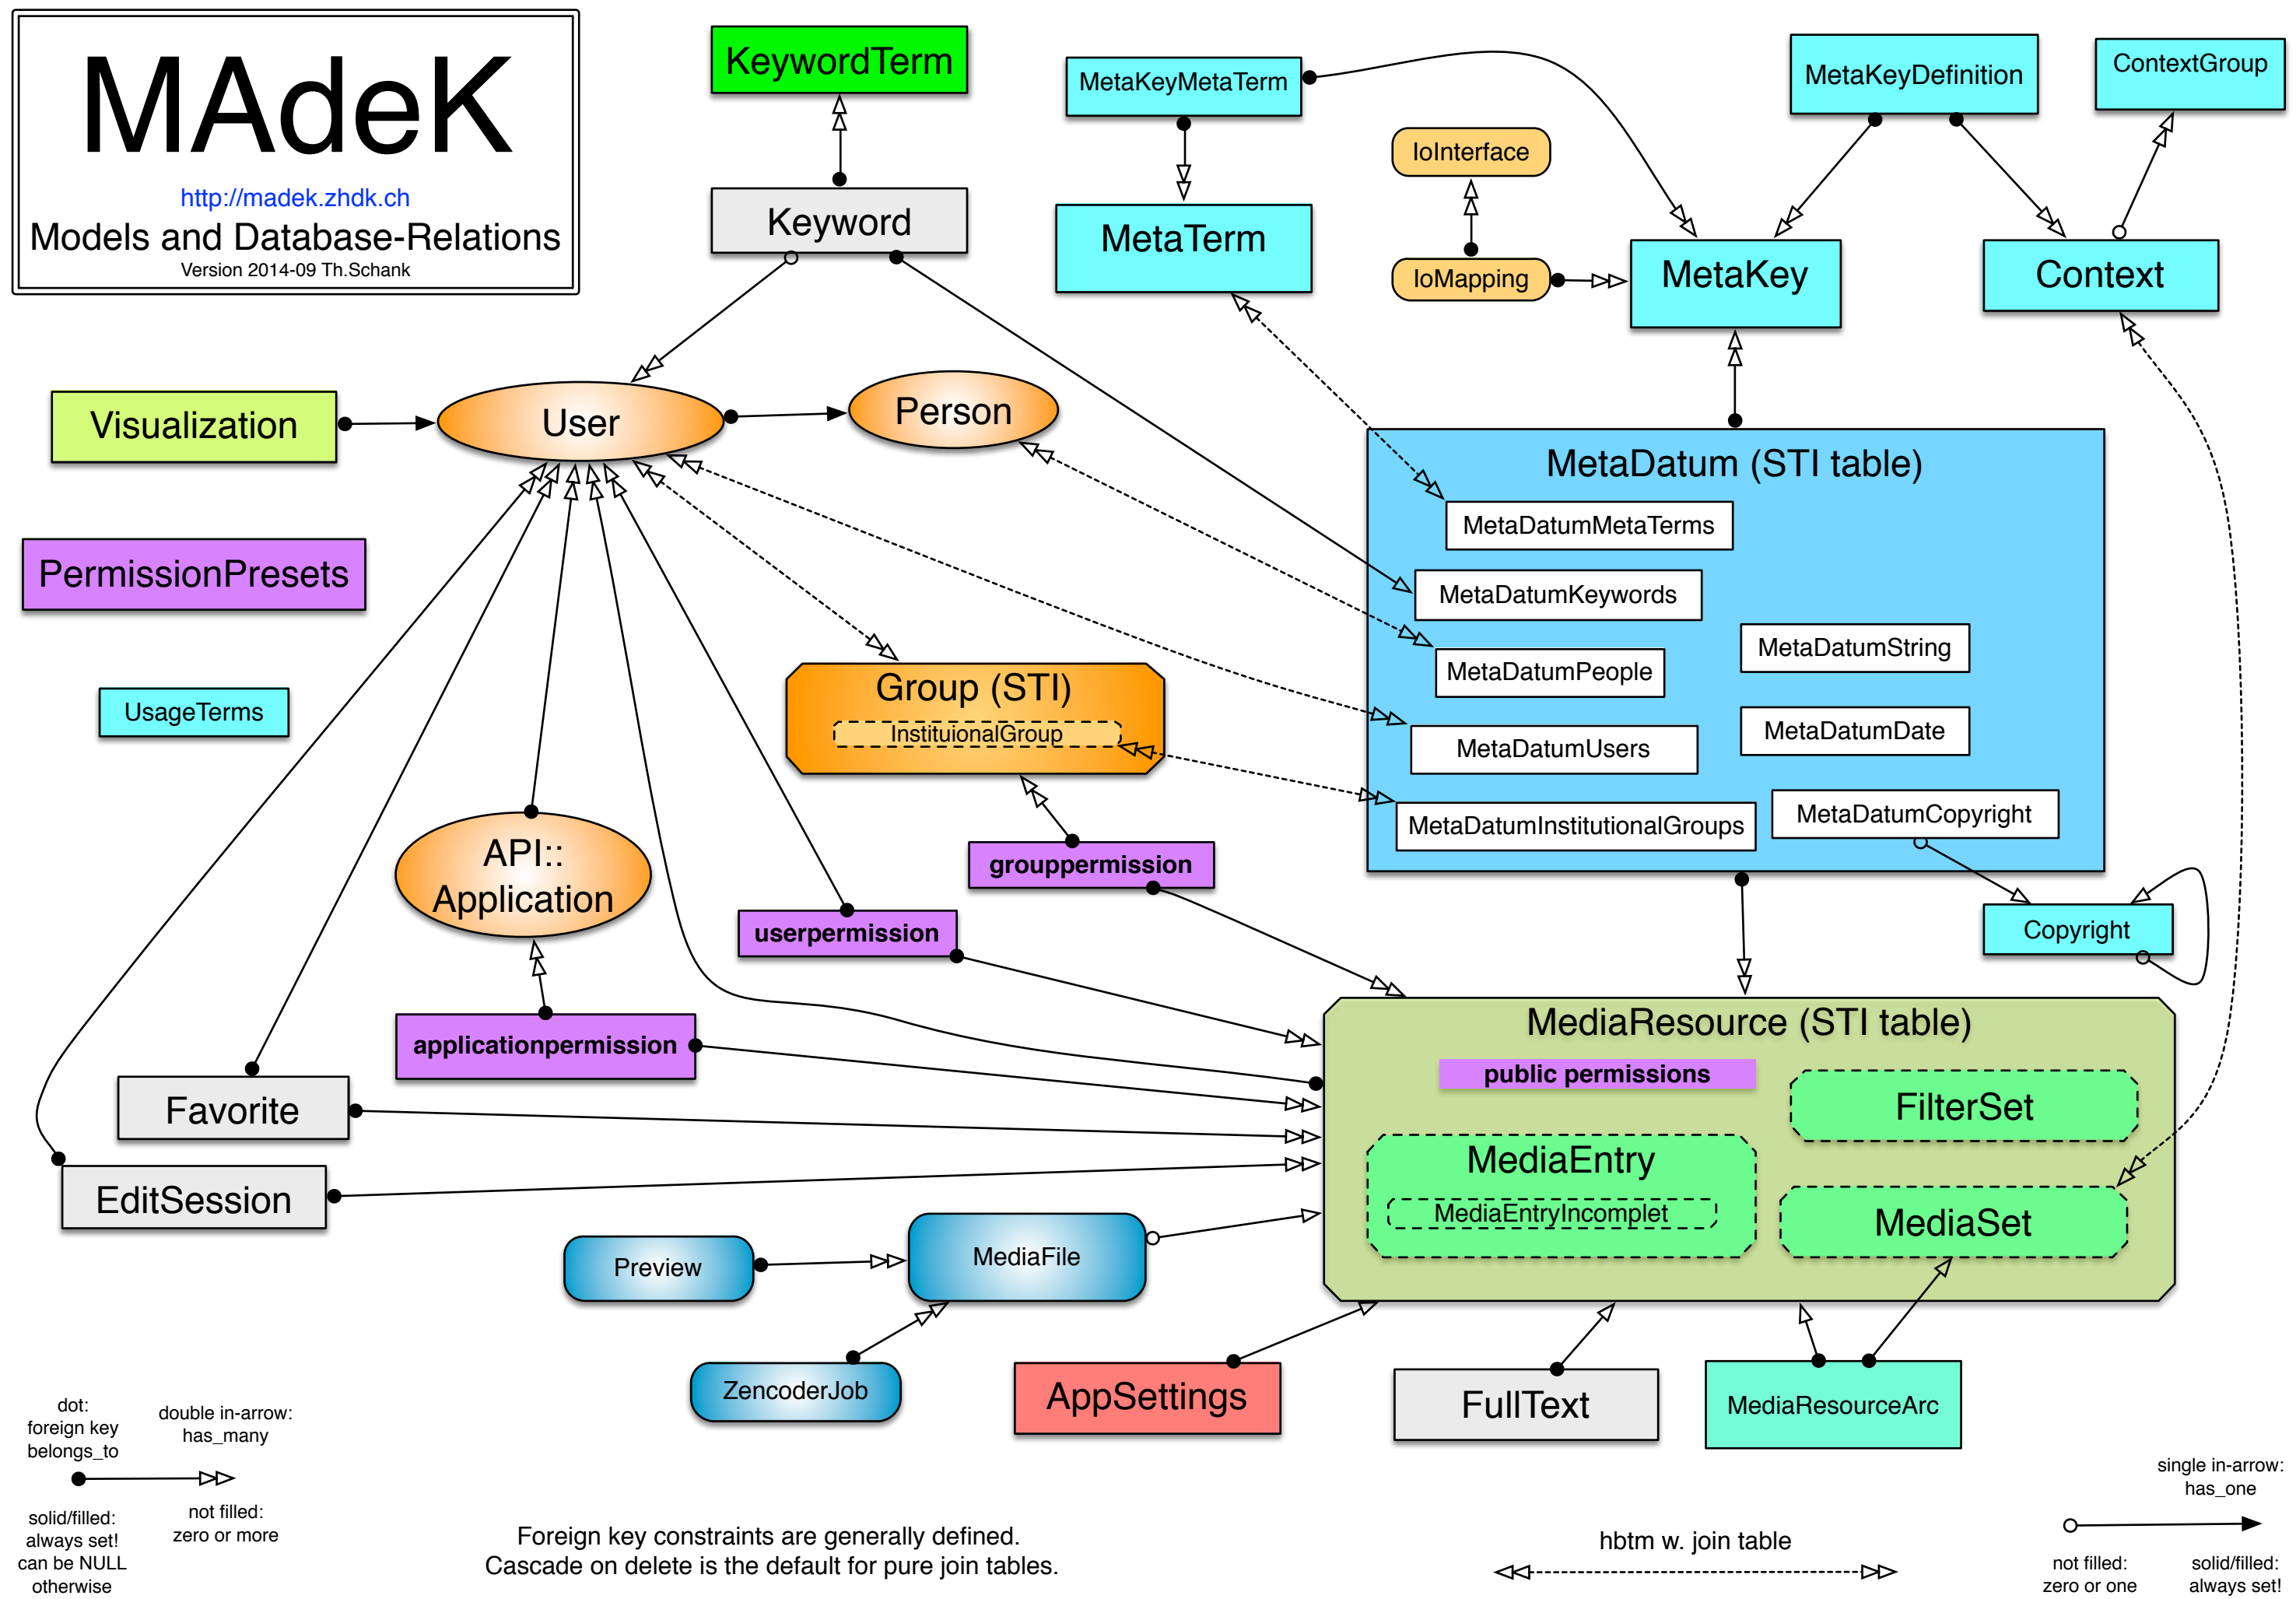 MAdeK
http://madek.zhdk.ch
Models and Database-Relations
Version 2014-09 Th.Schank
KeywordTerm
Keyword
MetaKeyMetaTerm
MetaTerm
IoInterface
IoMapping
MetaKeyDefinition
ContextGroup
MetaKey
Context
Visualization
User
Person
PermissionPresets
UsageTerms
MetaDatum (STI table)
MetaDatumMetaTerms
MetaDatumKeywords
MetaDatumString
MetaDatumPeople
MetaDatumDate
MetaDatumUsers
MetaDatumCopyright
MetaDatumInstitutionalGroups
Group (STI)
InstituionalGroup
API::
Application
grouppermission
userpermission
applicationpermission
Copyright
Favorite
EditSession
MediaResource (STI table)
public permissions
FilterSet
MediaEntry
MediaEntryIncomplet
MediaSet
Preview
MediaFile
ZencoderJob
AppSettings
FullText
MediaResourceArc
dot:
foreign key
belongs_to
double in-arrow:
has_many
solid/filled:
always set!
can be NULL
otherwise
not filled:
zero or more
Foreign key constraints are generally defined.
Cascade on delete is the default for pure join tables.
hbtm w. join table
single in-arrow:
has_one
not filled:
zero or one
solid/filled:
always set!